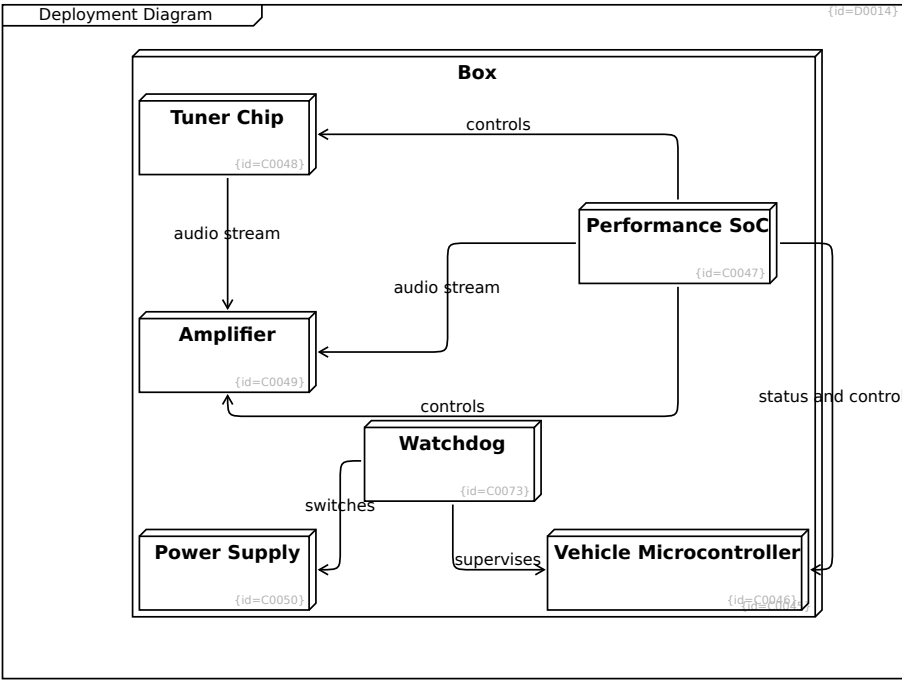 Deployment Diagram
{id=D0014}
Box
Tuner Chip
{id=C0048}
controls
Performance SoC
{id=C0047}
audio stream
audio stream
Amplifier
{id=C0049}
controls
status and control
Watchdog
{id=C0073}
switches
Power Supply
{id=C0050}
supervises
Vehicle Microcontroller
{id=C0046}